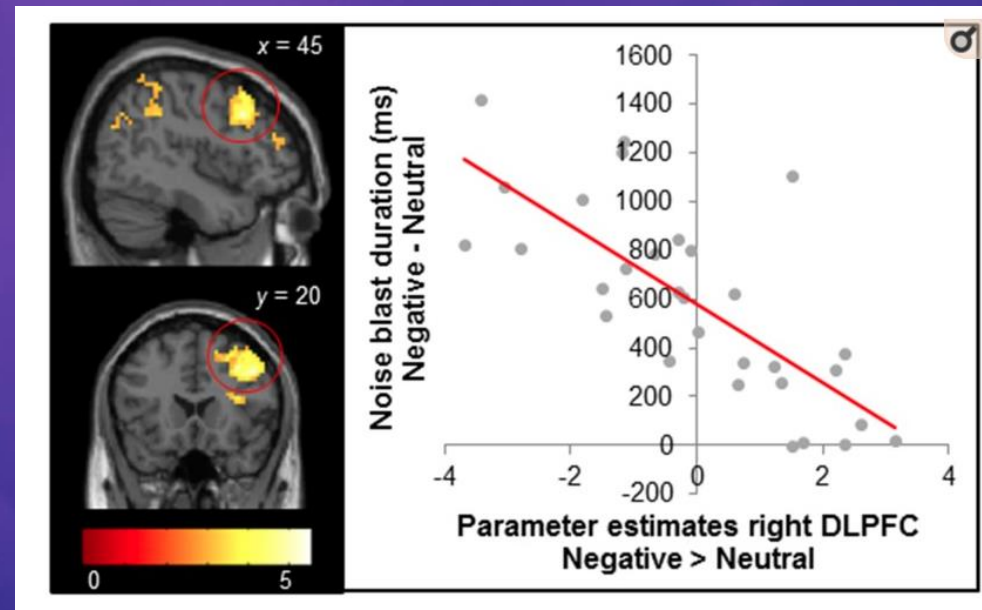 x = 45
y = 20
0 5
Noise blast duration (ms)
Negative - Neutral
1600
1400
1200
1000
800
600
400
200
0
-200
-4 -2 0 2 4
Parameter estimates right DLPFC
Negative > Neutral